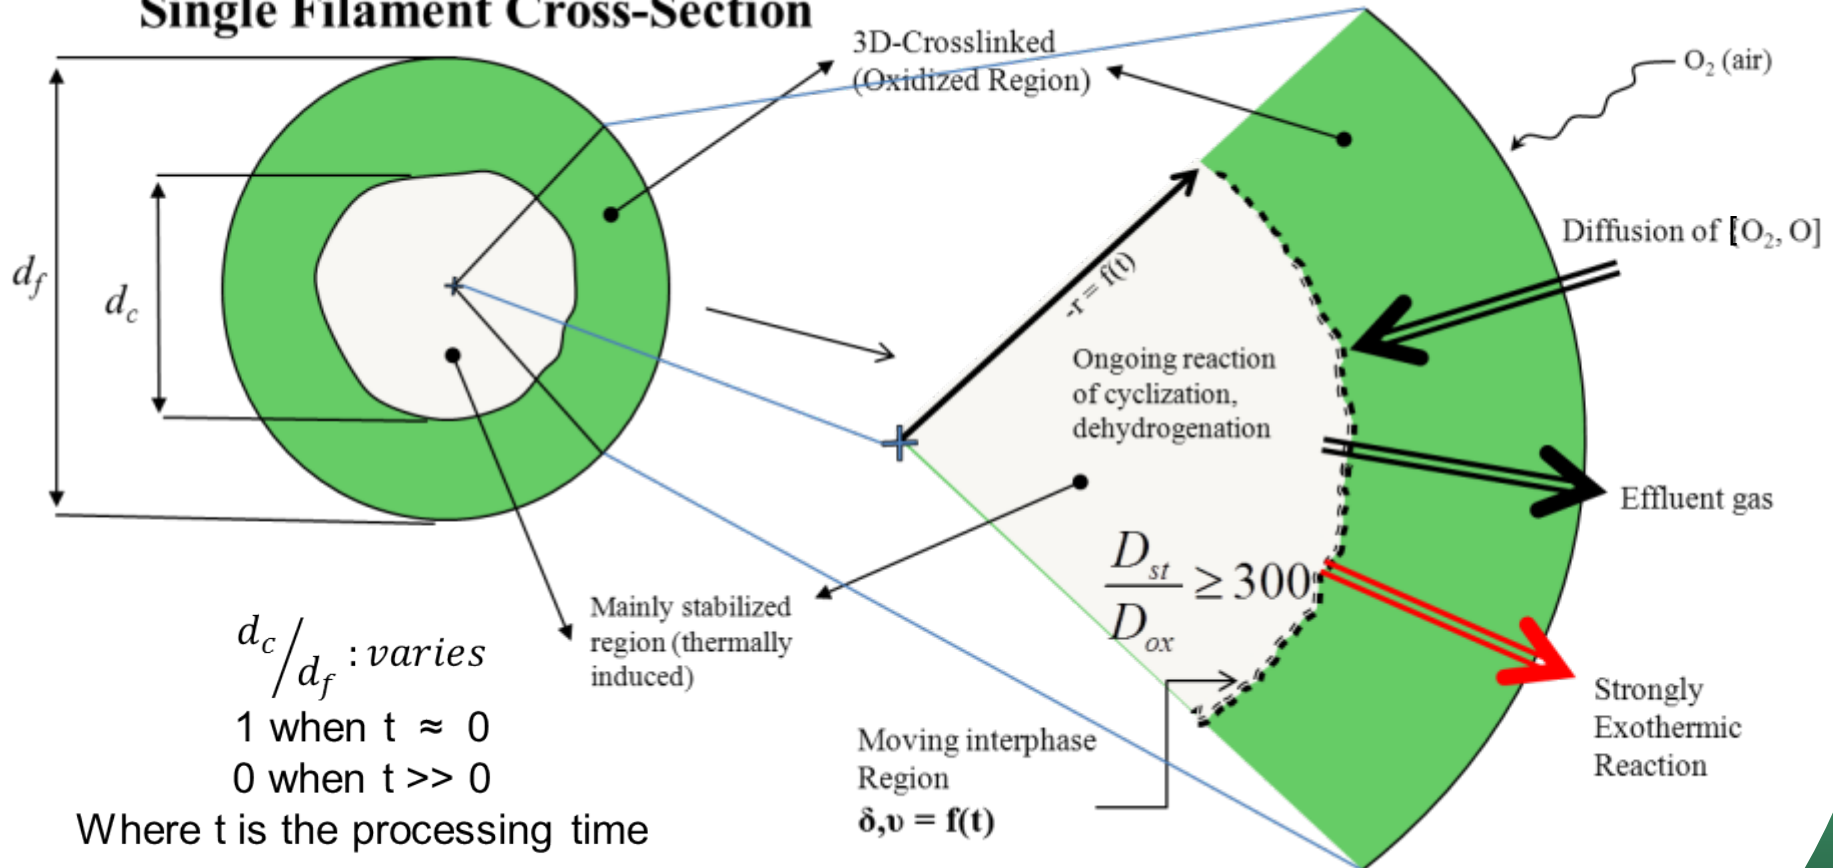 Single Filament Cross-Section
3D-Crosslinked
(Oxidized Region)
O₂ (air)
d_f
d_c
Diffusion of [O₂, O]
-r = f(t)
Ongoing reaction
of cyclization,
dehydrogenation
Effluent gas
D_st / D_ox ≥ 300
Mainly stabilized
region (thermally
induced)
d_c / d_f : varies
1 when t ≈ 0
0 when t >> 0
Where t is the processing time
Moving interphase
Region
δ,υ = f(t)
Strongly
Exothermic
Reaction